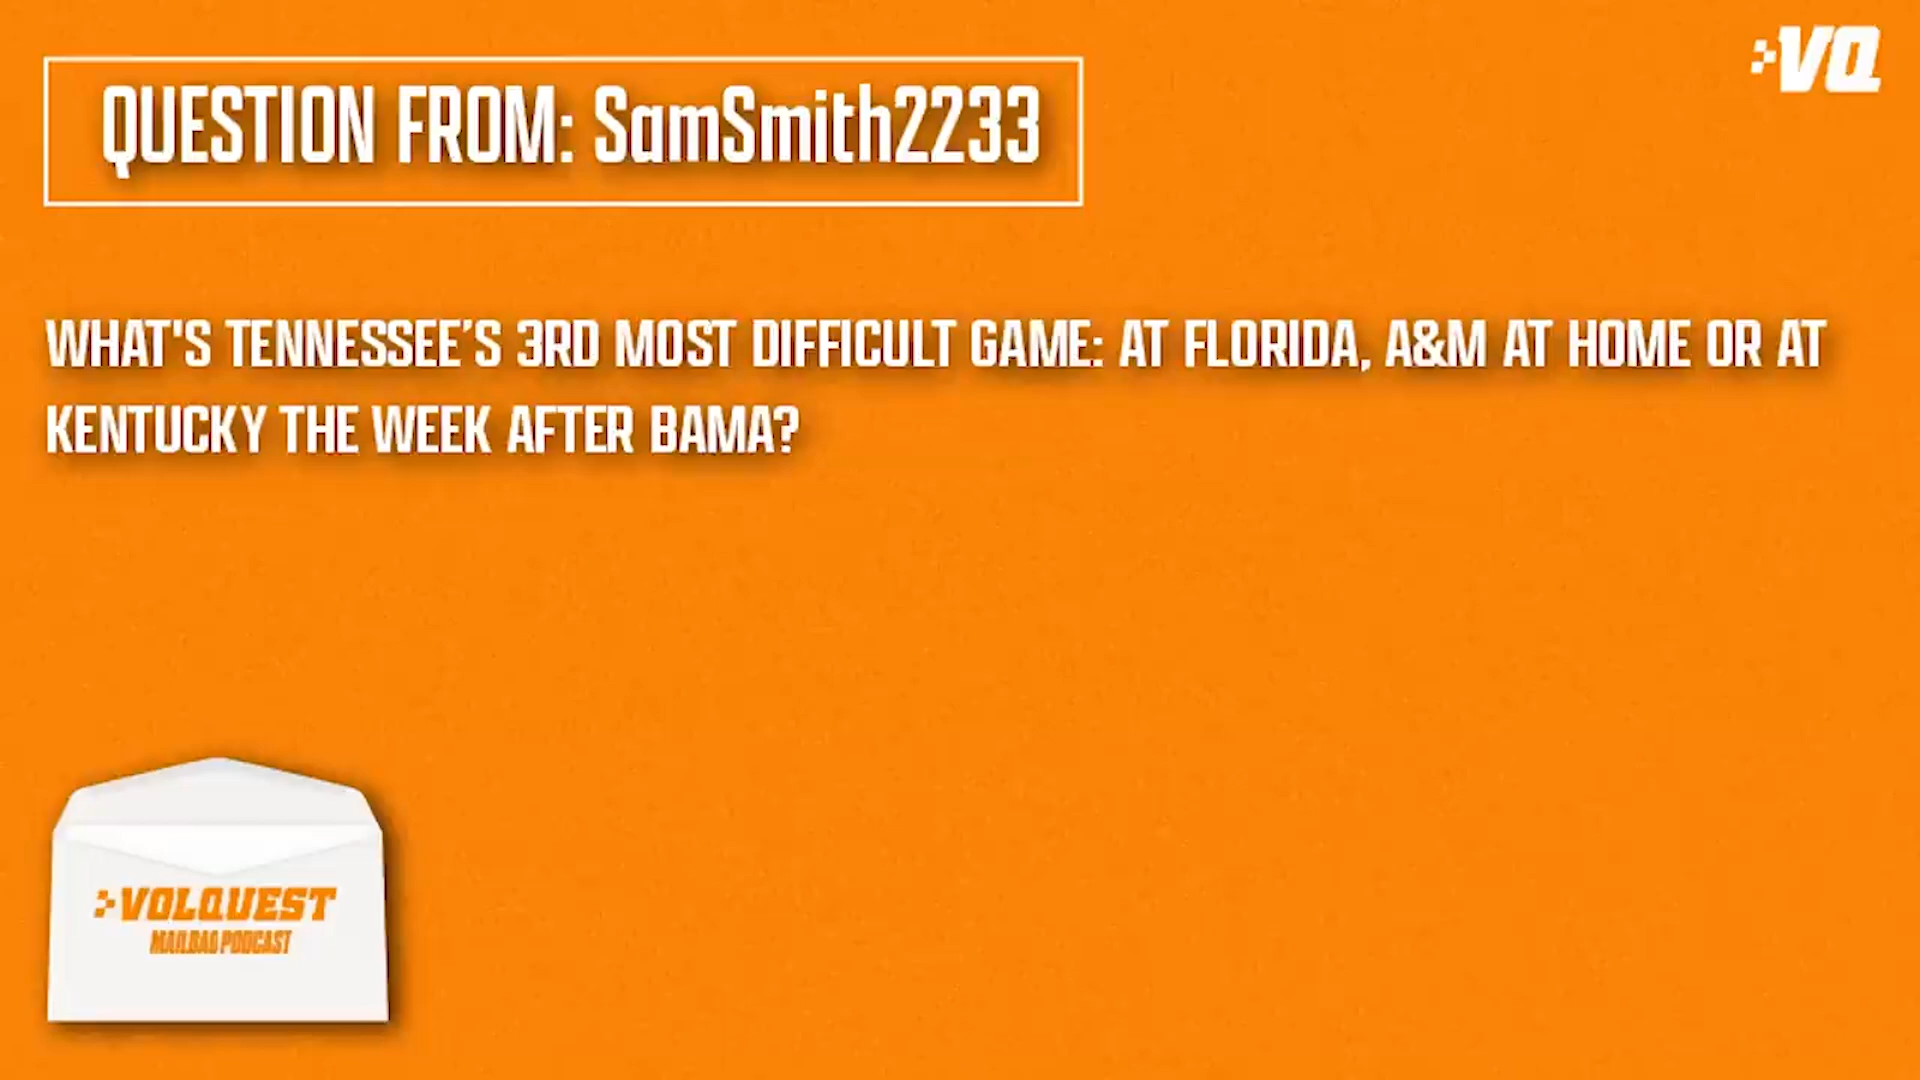 VQ
QUESTION FROM: SamSmith2233
WHAT'S TENNESSEE’S 3RD MOST DIFFICULT GAME: AT FLORIDA, A&M AT HOME OR AT
KENTUCKY THE WEEK AFTER BAMA?
VOLQUEST
MAILBAG PODCAST